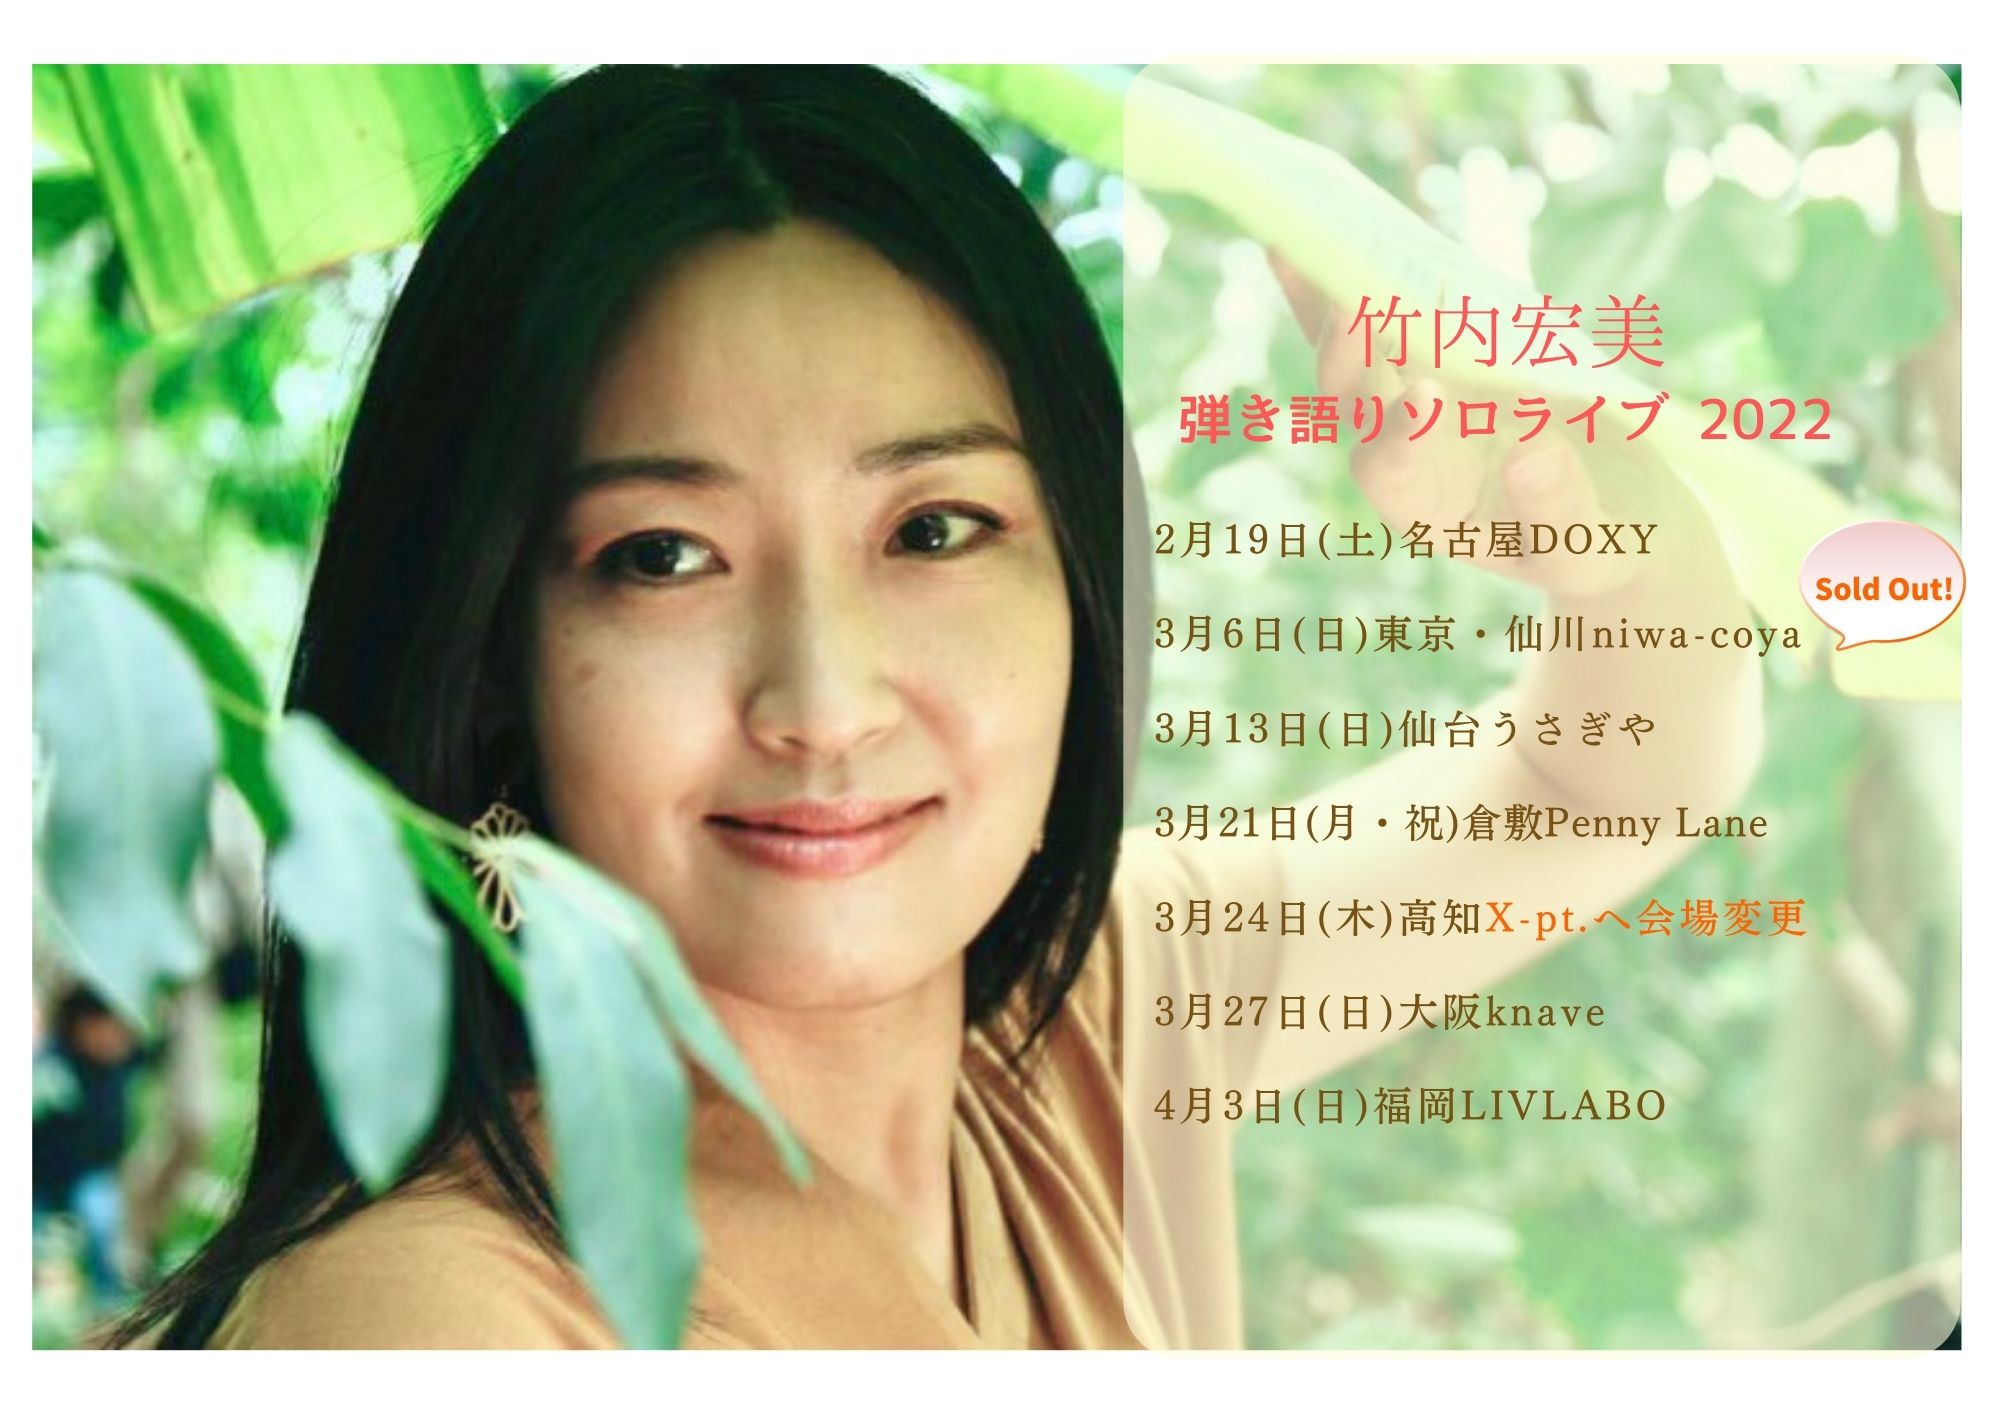 竹内宏美
弾き語りソロライブ 2022
2月19日(土)名古屋DOXY
Sold Out!
3月6日(日)東京・仙川niwa-coya
3月13日(日)仙台うさぎや
3月21日(月・祝)倉敷Penny Lane
3月24日(木)高知X-pt.へ会場変更
3月27日(日)大阪knave
4月3日(日)福岡LIVLABO